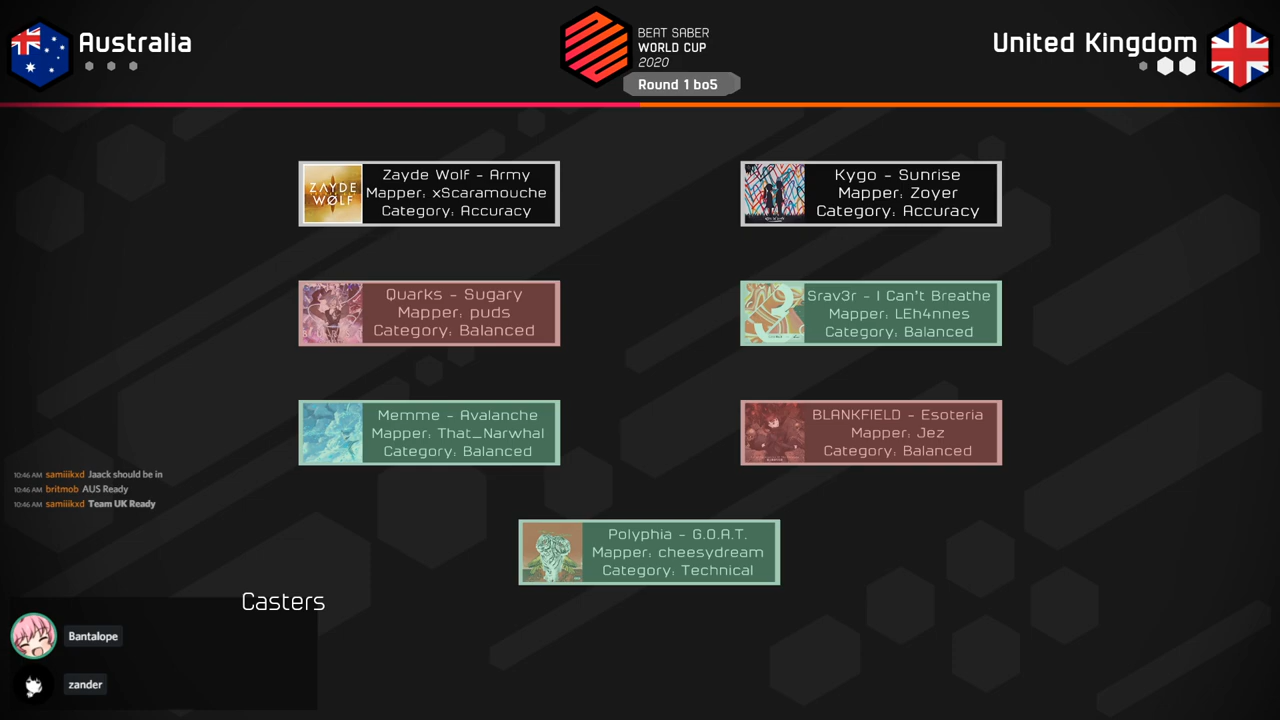 Australia
BEAT SABER
WORLD CUP
2020
Round 1 bo5
United Kingdom
ZAYDE
WØLF
Zayde Wolf - Army
Mapper: xScaramouche
Category: Accuracy
Kygo - Sunrise
Mapper: Zoyer
Category: Accuracy
Quarks - Sugary
Mapper: puds
Category: Balanced
Srav3r - I Can't Breathe
Mapper: LEh4nnes
Category: Balanced
Memme - Avalanche
Mapper: That_Narwhal
Category: Balanced
BLANKFIELD - Esoteria
Mapper: Jez
Category: Balanced
10:46 AM samiiikxd Jaack should be in
10:46 AM britmob AUS Ready
10:46 AM samiiikxd Team UK Ready
Polyphia - G.O.A.T.
Mapper: cheesydream
Category: Technical
Casters
Bantalope
zander